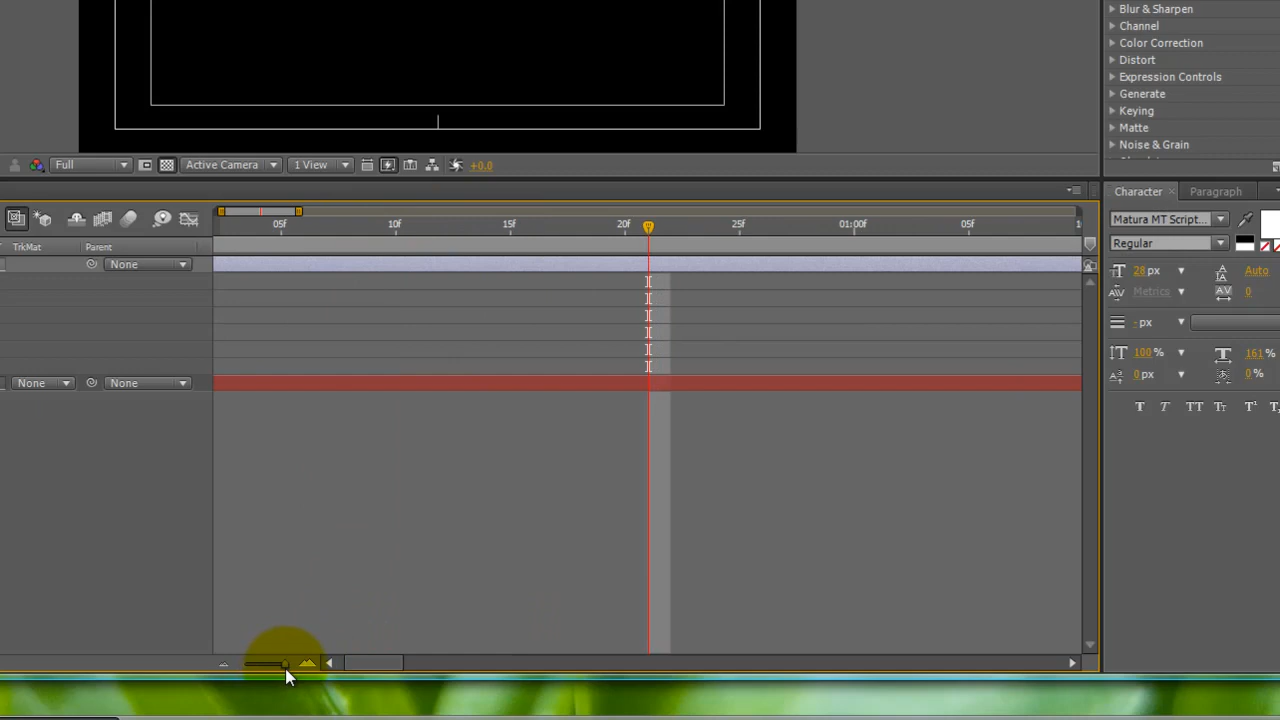 Blur & Sharpen
Channel
Color Correction
Distort
Expression Controls
Generate
Keying
Matte
Noise & Grain
Full
Active Camera
1 View
+0.0
Character
Paragraph
Matura MT Script...
Regular
TrkMat
Parent
05f
10f
15f
20f
25f
01:00f
05f
1
None
28 px
Auto
Metrics
0
- px
100 %
161 %
0 px
0 %
None
None